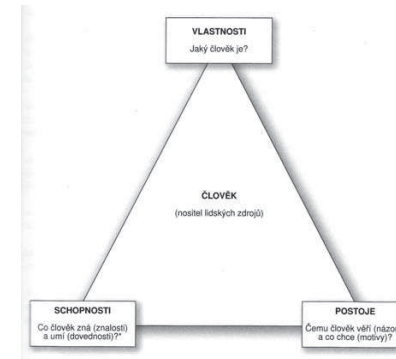 VLASTNOSTI
Jaký člověk je?
ČLOVĚK
(nositel lidských zdrojů)
SCHOPNOSTI
Co člověk zná (znalosti)
a umí (dovednosti)?"
POSTOJE
Čemu člověk věří (názor
a co chce (motivy)?